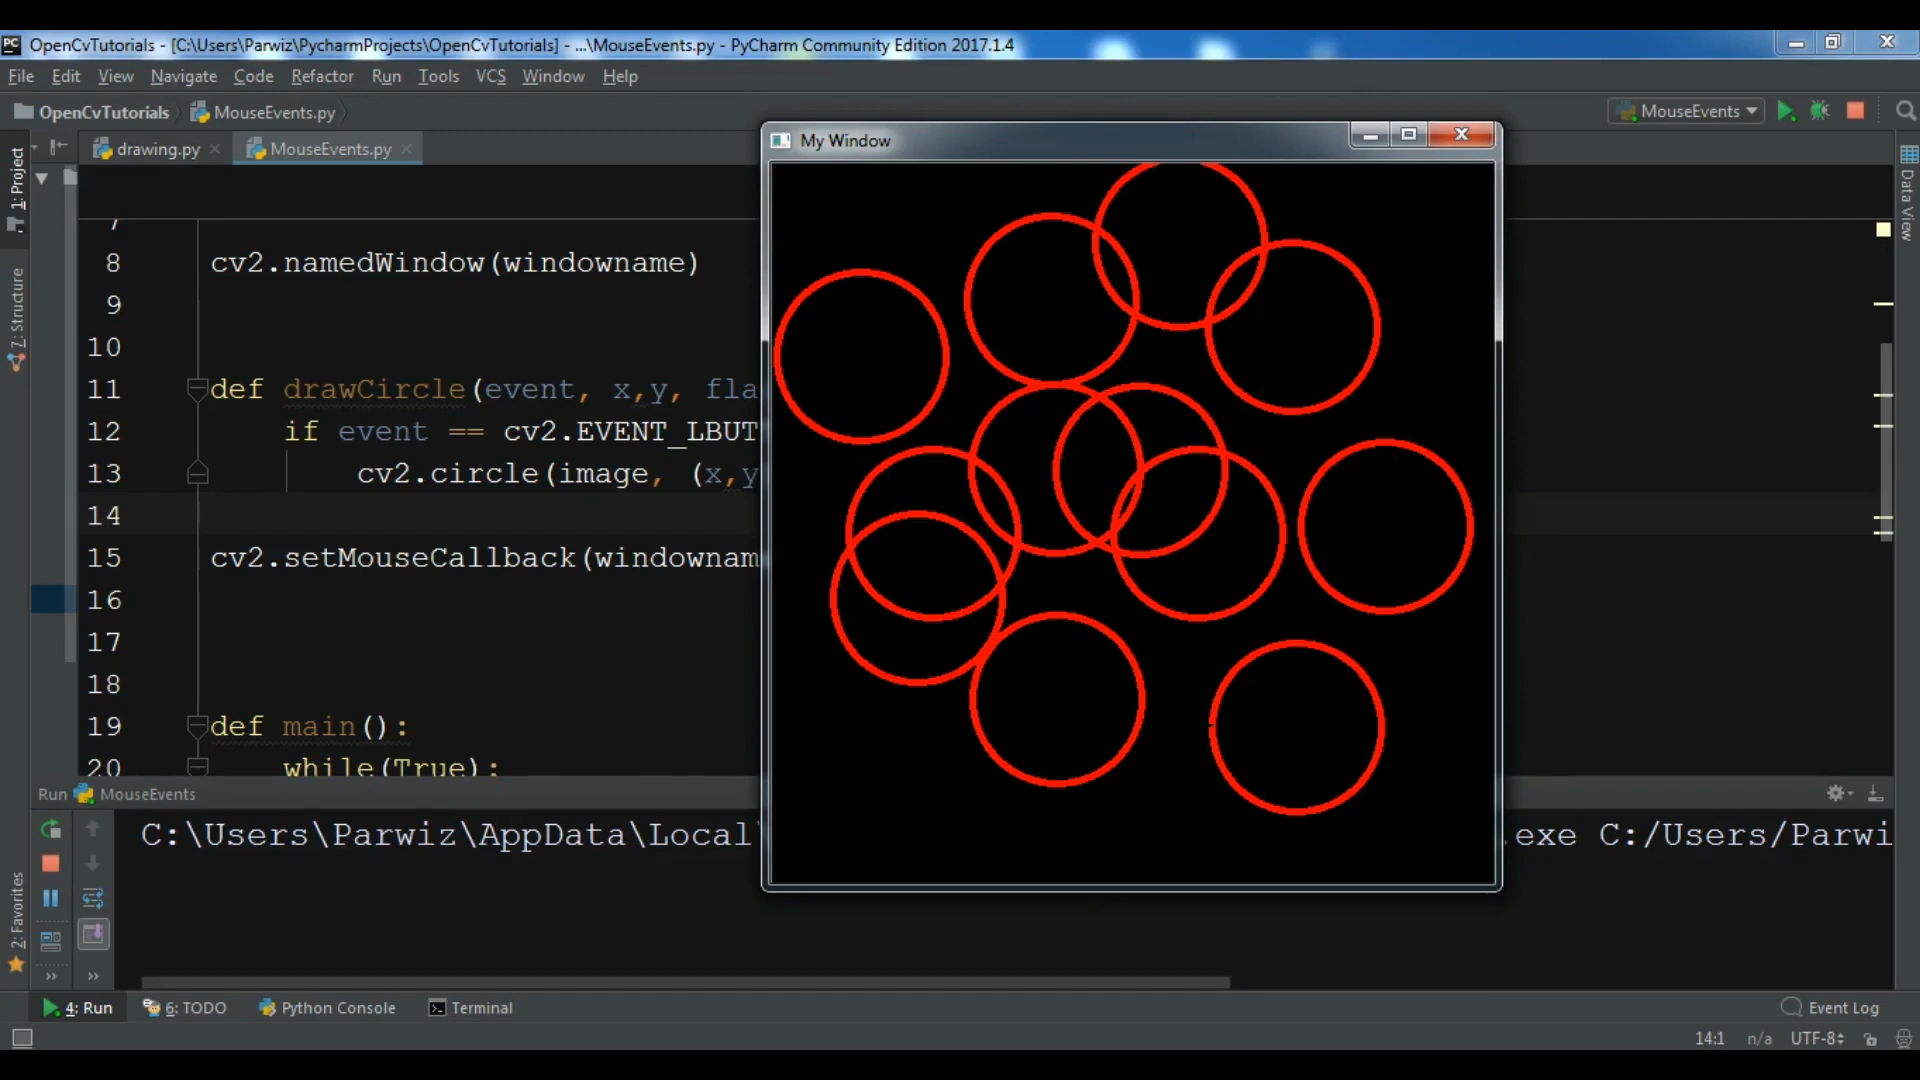 OpenCvTutorials - [C:\Users\Parwiz\PycharmProjects\OpenCvTutorials] - ...\MouseEvents.py - PyCharm Community Edition 2017.1.4
File Edit View Navigate Code Refactor Run Tools VCS Window Help
OpenCvTutorials MouseEvents.py
MouseEvents
drawing.py MouseEvents.py
My Window
1: Project
7: Structure
2: Favorites
Data View
8 cv2.namedWindow(windowname)
9
10
11 def drawCircle(event, x,y, fla
12 if event == cv2.EVENT_LBUT
13 cv2.circle(image, (x,y
14
15 cv2.setMouseCallback(windownam
16
17
18
19 def main():
20 while(True):
Run MouseEvents
C:\Users\Parwiz\AppData\Local .exe C:/Users/Parwi
4: Run 6: TODO Python Console Terminal Event Log
14:1 n/a UTF-8